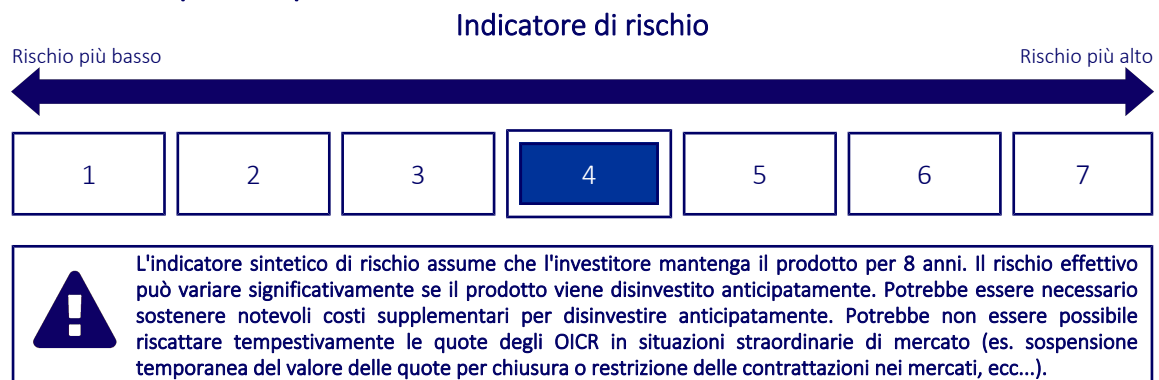 Indicatore di rischio
Rischio più basso
Rischio più alto
1
2
3
4
5
6
7
L'indicatore sintetico di rischio assume che l'investitore mantenga il prodotto per 8 anni. Il rischio effettivo
può variare significativamente se il prodotto viene disinvestito anticipatamente. Potrebbe essere necessario
sostenere notevoli costi supplementari per disinvestire anticipatamente. Potrebbe non essere possibile
riscattare tempestivamente le quote degli OICR in situazioni straordinarie di mercato (es. sospensione
temporanea del valore delle quote per chiusura o restrizione delle contrattazioni nei mercati, ecc...).